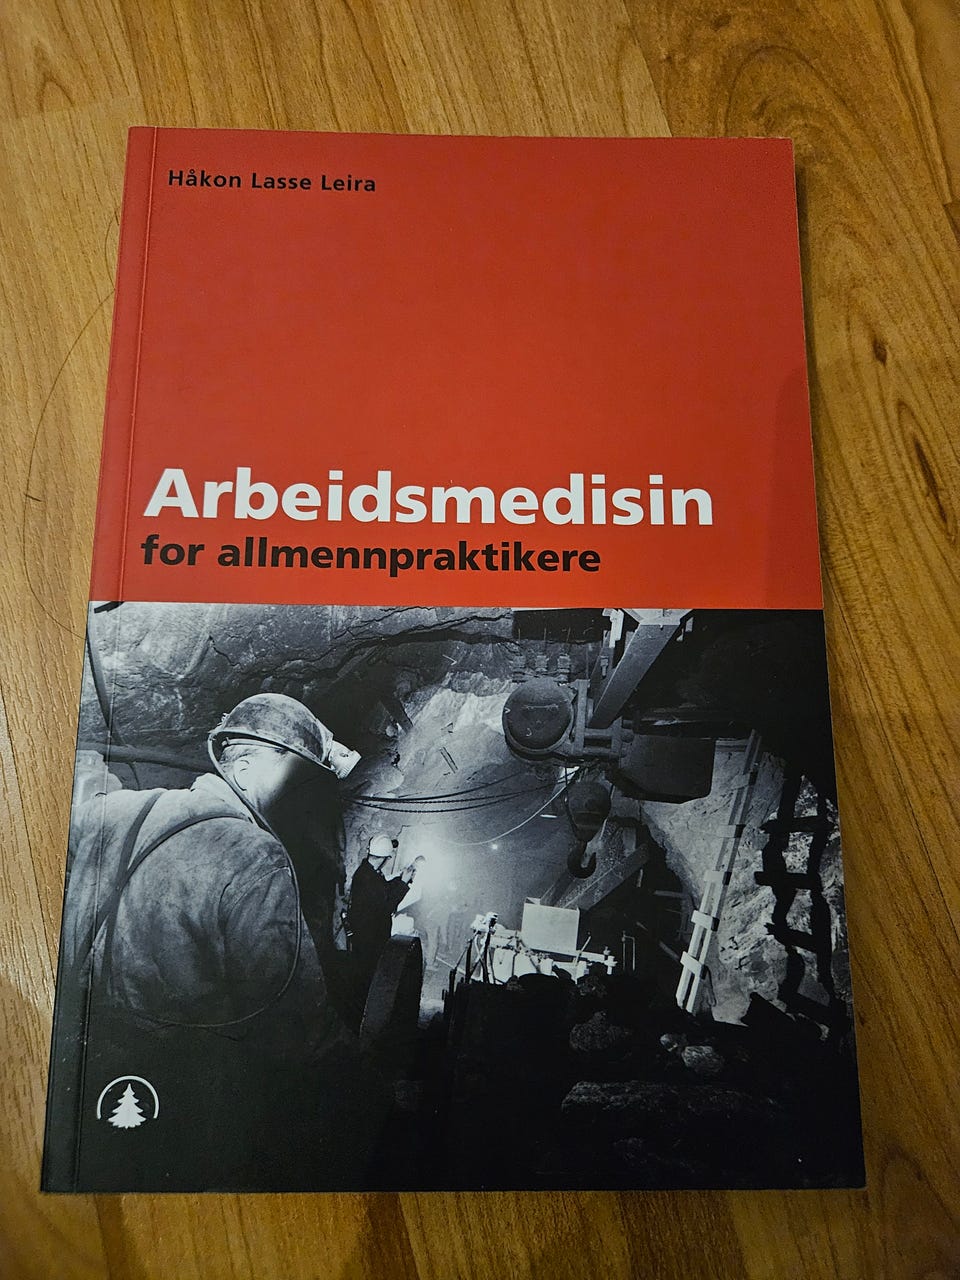 Håkon Lasse Leira
Arbeidsmedisin
for allmennpraktikere